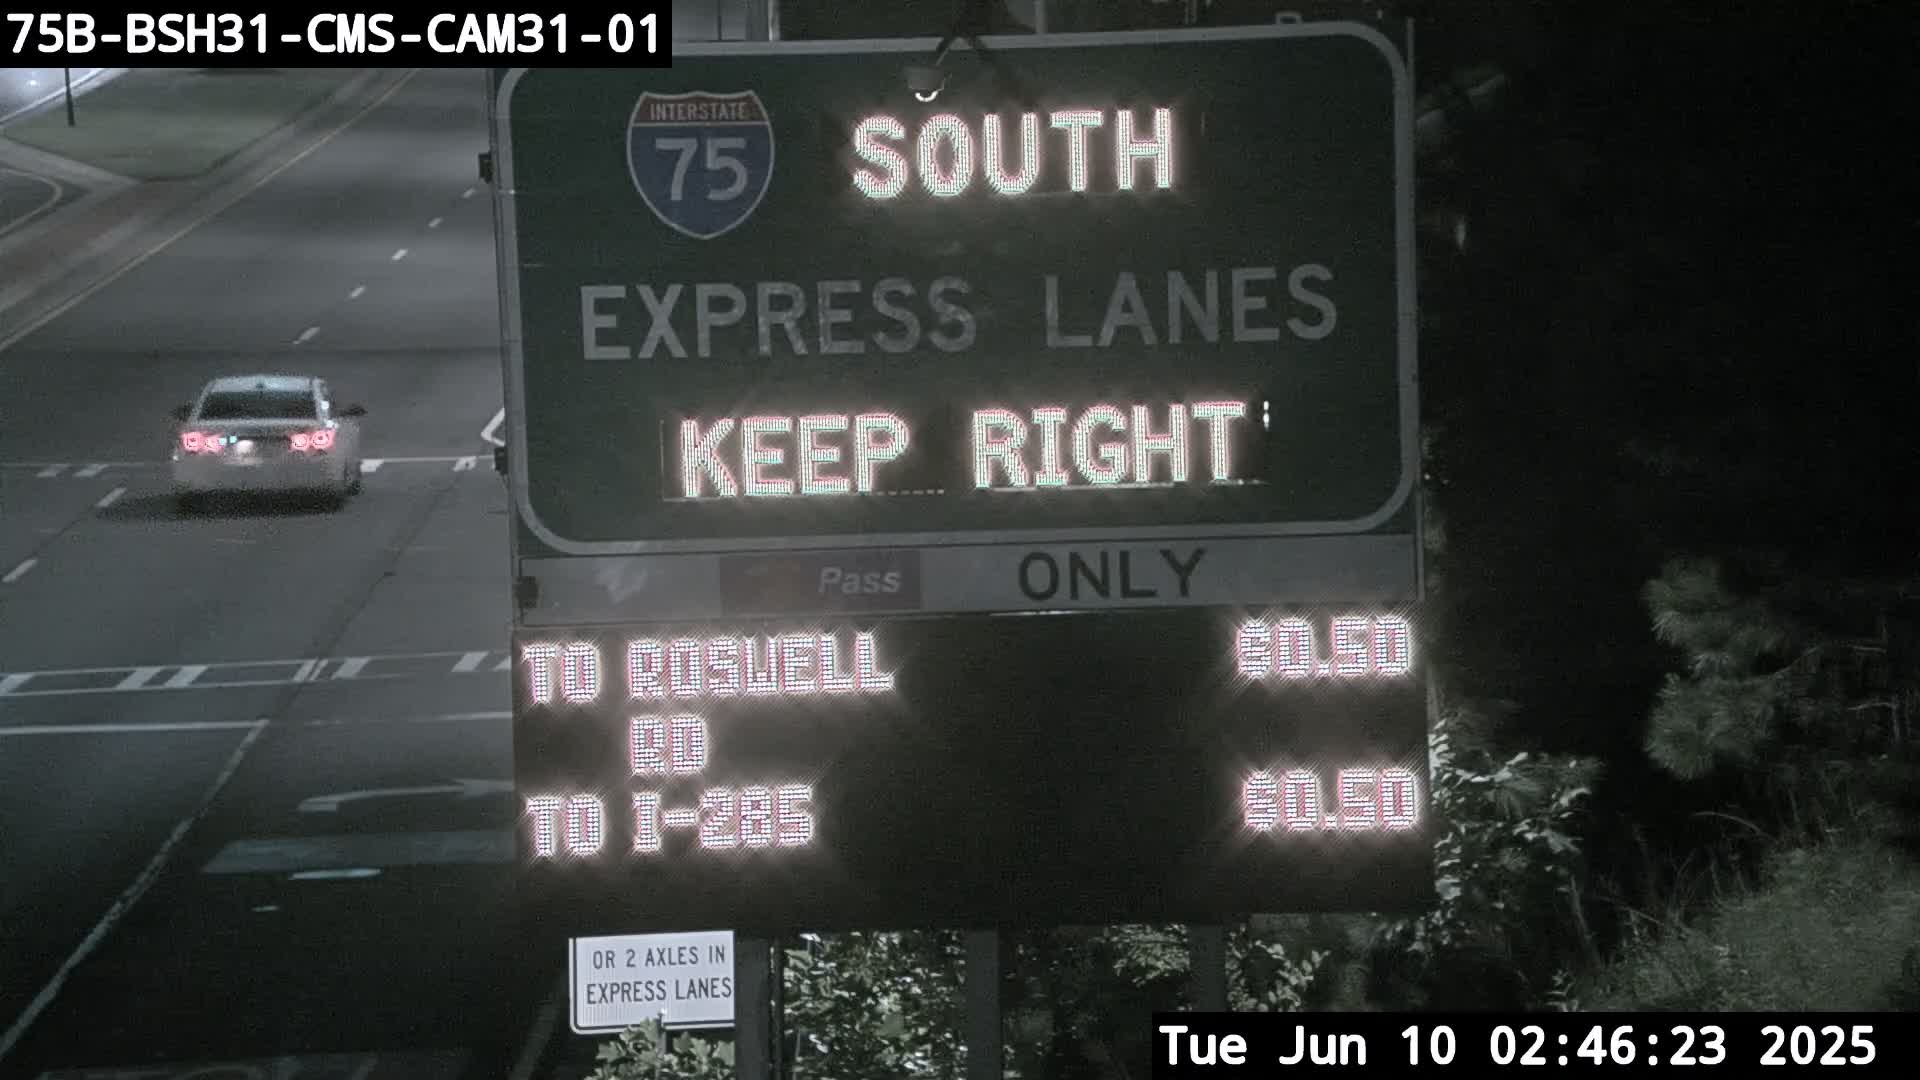 75B-BSH31-CMS-CAM31-01
INTERSTATE
75
SOUTH
EXPRESS LANES
KEEP RIGHT
Pass ONLY
TO ROSWELL $0.50
RD
TO I-285 $0.50
OR 2 AXLES IN
EXPRESS LANES
Tue Jun 10 02:46:23 2025